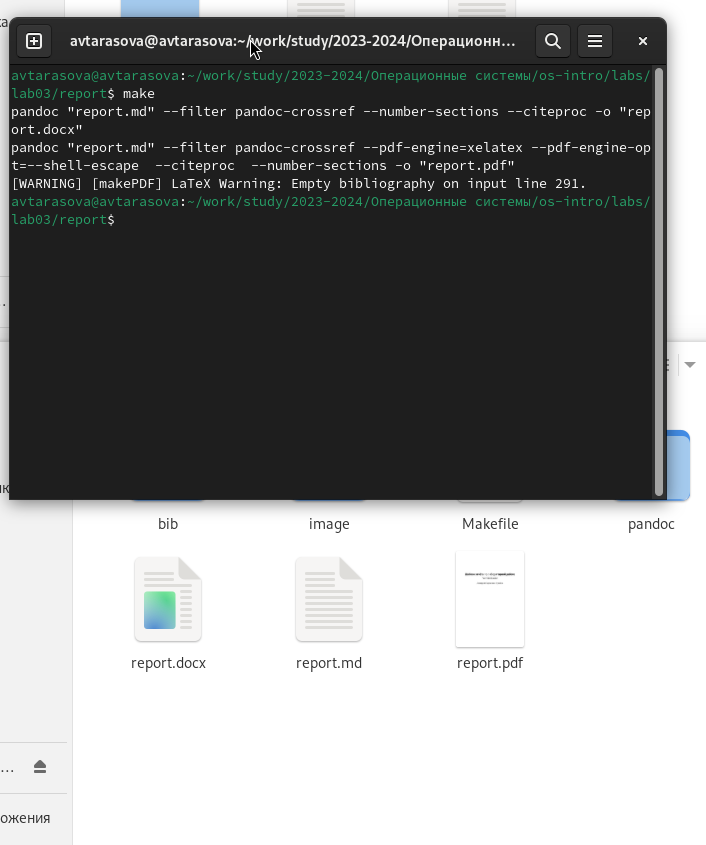 avtarasova@avtarasova:~/work/study/2023-2024/Операционн...
avtarasova@avtarasova:~/work/study/2023-2024/Операционные системы/os-intro/labs/
lab03/report$ make
pandoc "report.md" --filter pandoc-crossref --number-sections --citeproc -o "rep
ort.docx"
pandoc "report.md" --filter pandoc-crossref --pdf-engine=xelatex --pdf-engine-op
t=--shell-escape  --citeproc  --number-sections -o "report.pdf"
[WARNING] [makePDF] LaTeX Warning: Empty bibliography on input line 291.
avtarasova@avtarasova:~/work/study/2023-2024/Операционные системы/os-intro/labs/
lab03/report$
bib
image
Makefile
pandoc
report.docx
report.md
report.pdf
...
ожения